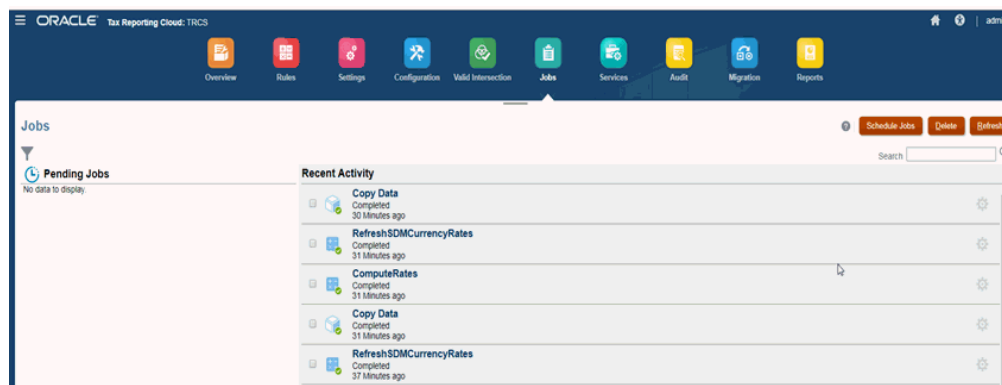 ORACLE Tax Reporting Cloud: TRCS
adm
Overview
Rules
Settings
Configuration
Valid Intersection
Jobs
Services
Audit
Migration
Reports
Jobs
Schedule Jobs
Delete
Refresh
Search
Pending Jobs
No data to display.
Recent Activity
Copy Data
Completed
30 Minutes ago
RefreshSDMCurrencyRates
Completed
31 Minutes ago
ComputeRates
Completed
31 Minutes ago
Copy Data
Completed
31 Minutes ago
RefreshSDMCurrencyRates
Completed
37 Minutes ago